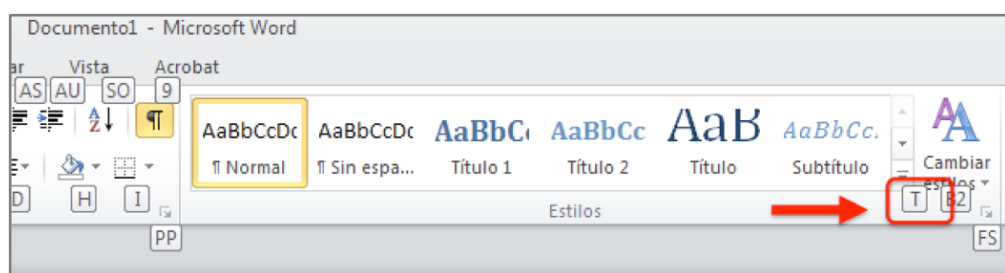 Documento1 - Microsoft Word
ar Vista Acrobat
AS AU SO 9
AaBbCcDc AaBbCcDc AaBbC AaBbCc AaB AaBbCc.
¶ Normal ¶ Sin espa... Título 1 Título 2 Título Subtítulo Cambiar
estilos
D H I T B2
Estilos
PP FS